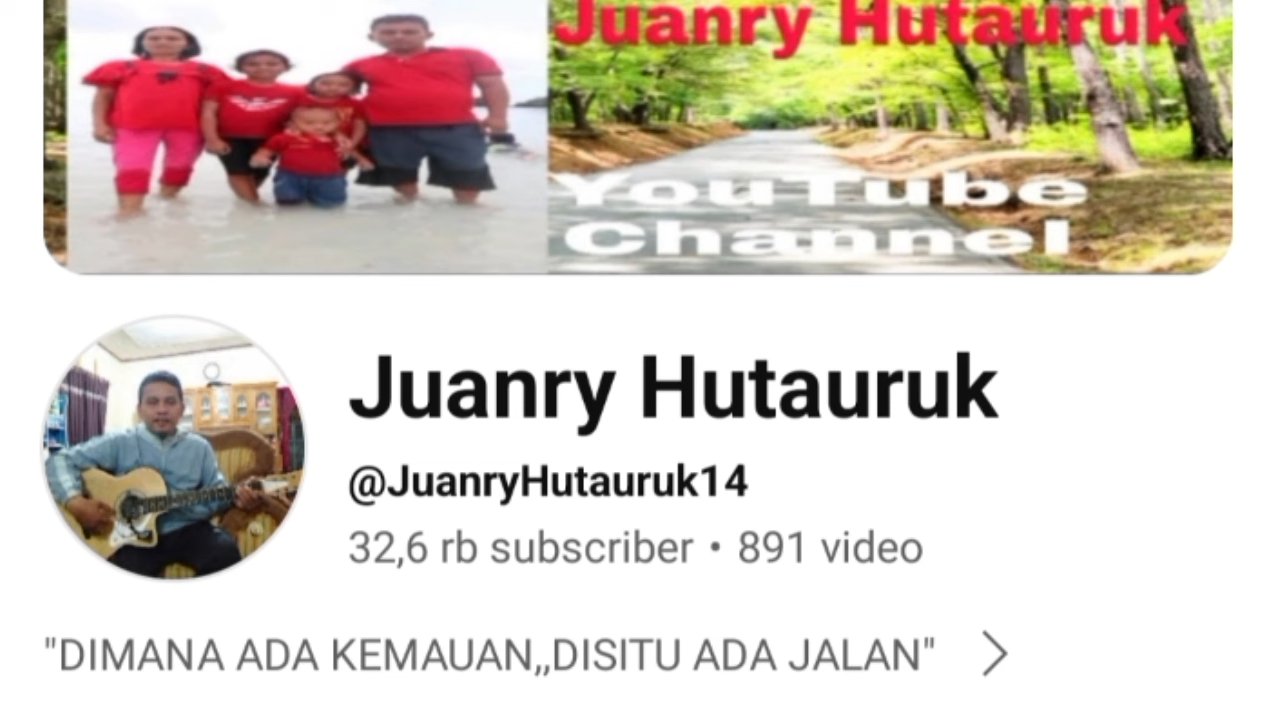 Juanry Hutauruk
YouTube
Channel
Juanry Hutauruk
@JuanryHutauruk14
32,6 rb subscriber • 891 video
"DIMANA ADA KEMAUAN,,DISITU ADA JALAN"